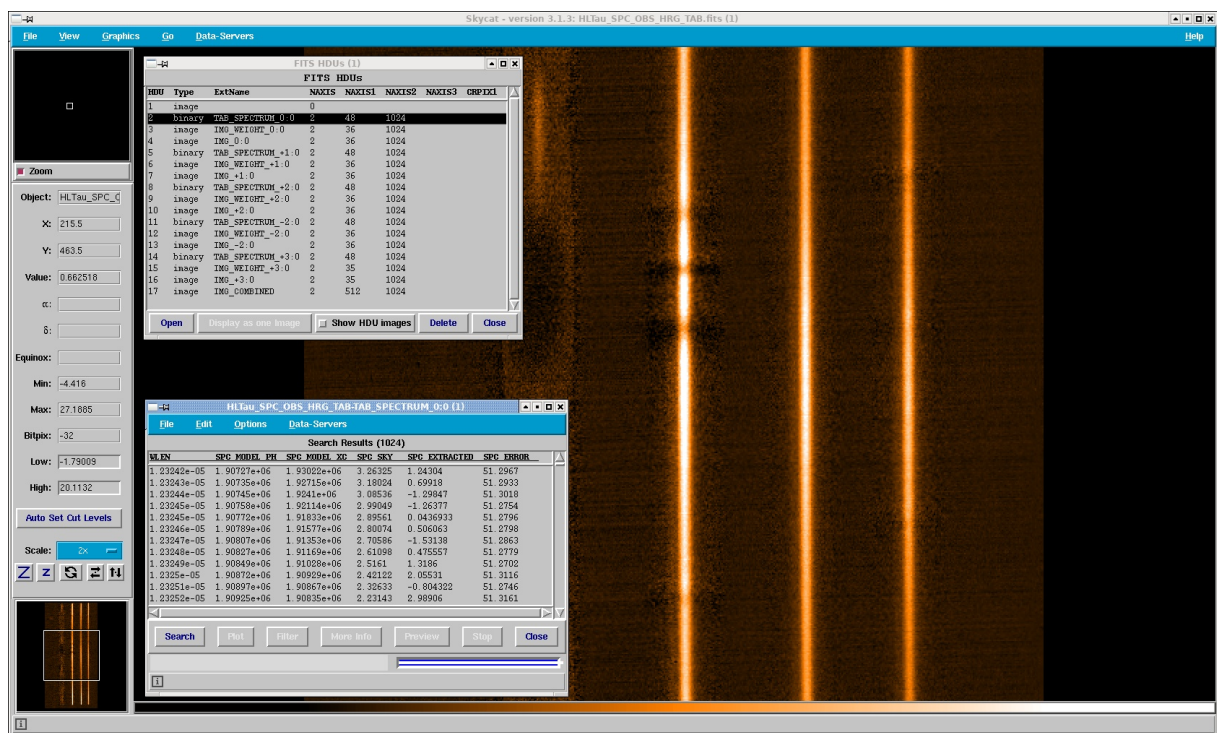 Skycat - version 3.1.3: HLTau_SPC_OBS_HRG_TAB.fits (1)
File View Graphics Go Data-Servers Help
Zoom
Object: HLTau_SPC_O
X: 215.5
Y: 463.5
Value: 0.662518
α:
δ:
Equinox:
Min: -4.416
Max: 27.1885
Bitpix: -32
Low: -1.79009
High: 20.1132
Auto Set Cut Levels
Scale: 2x
Z z
FITS HDUs (1)
FITS HDUs
HDU Type ExtName NAXIS NAXIS1 NAXIS2 NAXIS3 CRPIX1
1 image 0
2 binary TAB_SPECTRUM_0:0 2 48 1024
3 image IMG_WEIGHT_0:0 2 36 1024
4 image IMG_0:0 2 36 1024
5 binary TAB_SPECTRUM_+1:0 2 48 1024
6 image IMG_WEIGHT_+1:0 2 36 1024
7 image IMG_+1:0 2 36 1024
8 binary TAB_SPECTRUM_+2:0 2 48 1024
9 image IMG_WEIGHT_+2:0 2 36 1024
10 image IMG_+2:0 2 36 1024
11 binary TAB_SPECTRUM_-2:0 2 48 1024
12 image IMG_WEIGHT_-2:0 2 36 1024
13 image IMG_-2:0 2 36 1024
14 binary TAB_SPECTRUM_+3:0 2 48 1024
15 image IMG_WEIGHT_+3:0 2 35 1024
16 image IMG_+3:0 2 35 1024
17 image IMG_COMBINED 2 512 1024
Open Display as one Image Show HDU images Delete Close
HLTau_SPC_OBS_HRG_TAB-TAB_SPECTRUM_0:0 (1)
File Edit Options Data-Servers
Search Results (1024)
WLEN SPC_MODEL_PH SPC_MODEL_XC SPC_SKY SPC_EXTRACTED SPC_ERROR
1.23242e-05 1.90727e+06 1.93022e+06 3.26325 1.24304 51.2967
1.23243e-05 1.90735e+06 1.92715e+06 3.18024 0.69918 51.2933
1.23244e-05 1.90745e+06 1.9241e+06 3.08536 -1.29847 51.3018
1.23245e-05 1.90758e+06 1.92114e+06 2.99049 -1.26377 51.2754
1.23245e-05 1.90772e+06 1.91833e+06 2.89561 0.0436933 51.2796
1.23246e-05 1.90789e+06 1.91577e+06 2.80074 0.506063 51.2798
1.23247e-05 1.90807e+06 1.91353e+06 2.70586 -1.53138 51.2863
1.23248e-05 1.90827e+06 1.91169e+06 2.61098 0.475557 51.2779
1.23249e-05 1.90849e+06 1.91028e+06 2.5161 1.3186 51.2702
1.2325e-05 1.90872e+06 1.90929e+06 2.42122 2.05531 51.3116
1.23251e-05 1.90897e+06 1.90867e+06 2.32633 -0.804322 51.2746
1.23252e-05 1.90925e+06 1.90835e+06 2.23143 2.98906 51.3161
Search Plot Filter More Info Preview Stop Close